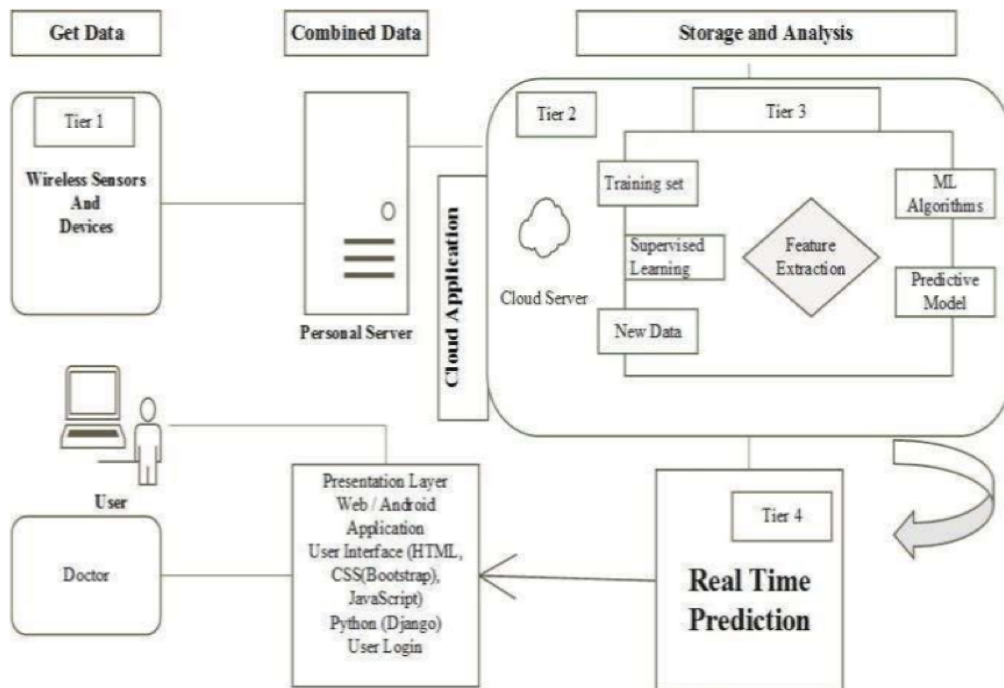 Get Data
Combined Data
Storage and Analysis
Tier 1
Wireless Sensors
And
Devices
Personal Server
Cloud Application
Tier 2
Cloud Server
Tier 3
Training set
Supervised
Learning
New Data
Feature
Extraction
ML
Algorithms
Predictive
Model
User
Doctor
Presentation Layer
Web / Android
Application
User Interface (HTML,
CSS(Bootstrap),
JavaScript)
Python (Django)
User Login
Tier 4
Real Time
Prediction